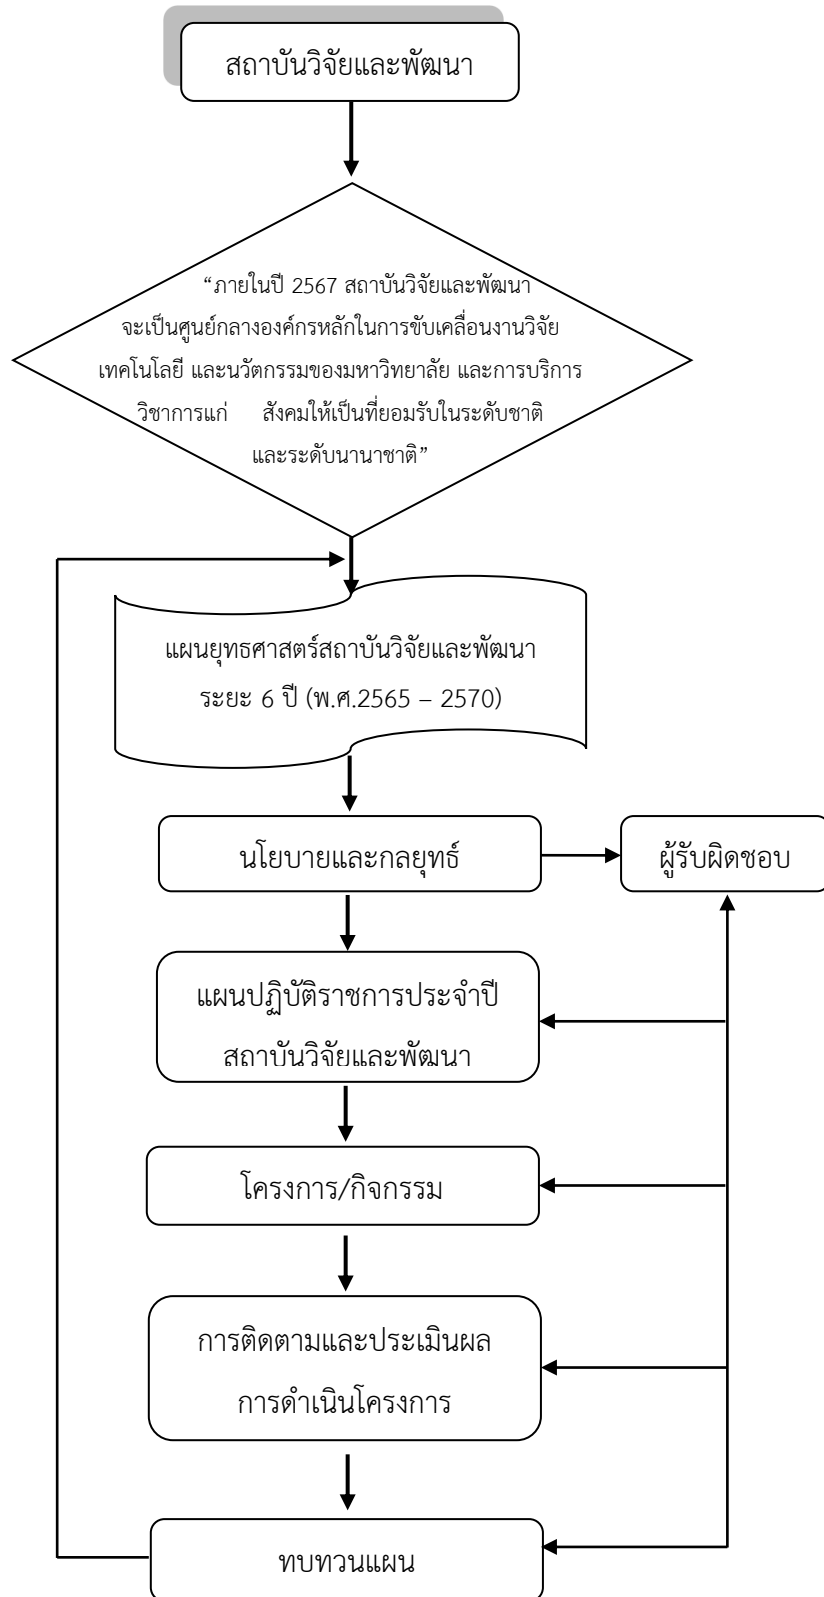 สถาบันวิจัยและพัฒนา
“ภายในปี 2567 สถาบันวิจัยและพัฒนา
จะเป็นศูนย์กลางองค์กรหลักในการขับเคลื่อนงานวิจัย
เทคโนโลยี และนวัตกรรมของมหาวิทยาลัย และการบริการ
วิชาการแก่ สังคมให้เป็นที่ยอมรับในระดับชาติ
และระดับนานาชาติ”
แผนยุทธศาสตร์สถาบันวิจัยและพัฒนา
ระยะ 6 ปี (พ.ศ.2565 – 2570)
นโยบายและกลยุทธ์
ผู้รับผิดชอบ
แผนปฏิบัติราชการประจำปี
สถาบันวิจัยและพัฒนา
โครงการ/กิจกรรม
การติดตามและประเมินผล
การดำเนินโครงการ
ทบทวนแผน